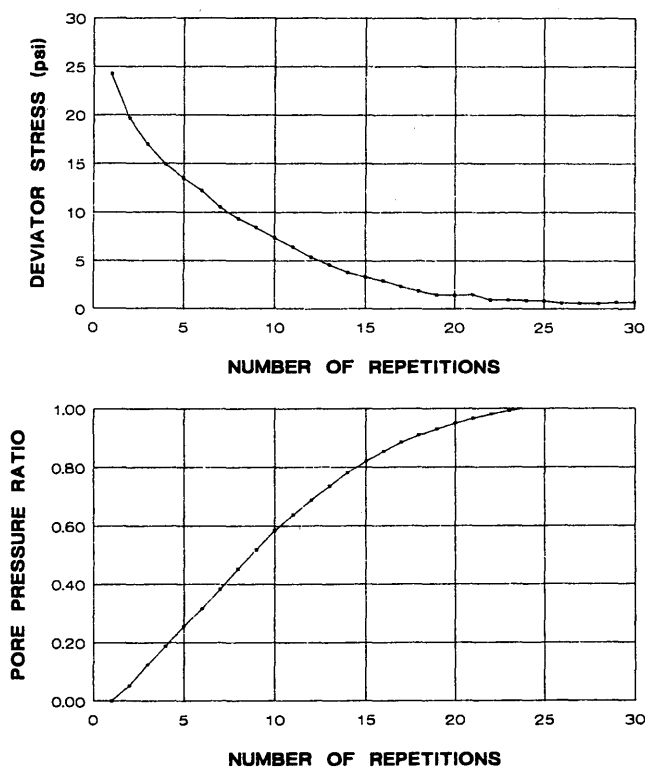 DEVIATOR STRESS (psi)
30
25
20
15
10
5
0
0 5 10 15 20 25 30
NUMBER OF REPETITIONS
PORE PRESSURE RATIO
1.00
0.80
0.60
0.40
0.20
0.00
0 5 10 15 20 25 30
NUMBER OF REPETITIONS